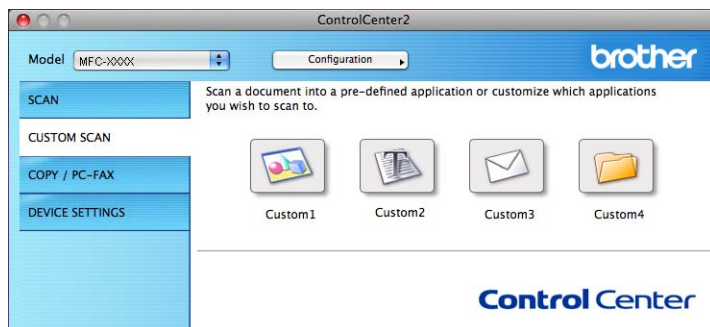 ControlCenter2
Model MFC-XXXX Configuration brother
SCAN
CUSTOM SCAN
COPY / PC-FAX
DEVICE SETTINGS
Scan a document into a pre-defined application or customize which applications
you wish to scan to.
T
Custom1 Custom2 Custom3 Custom4
Control Center